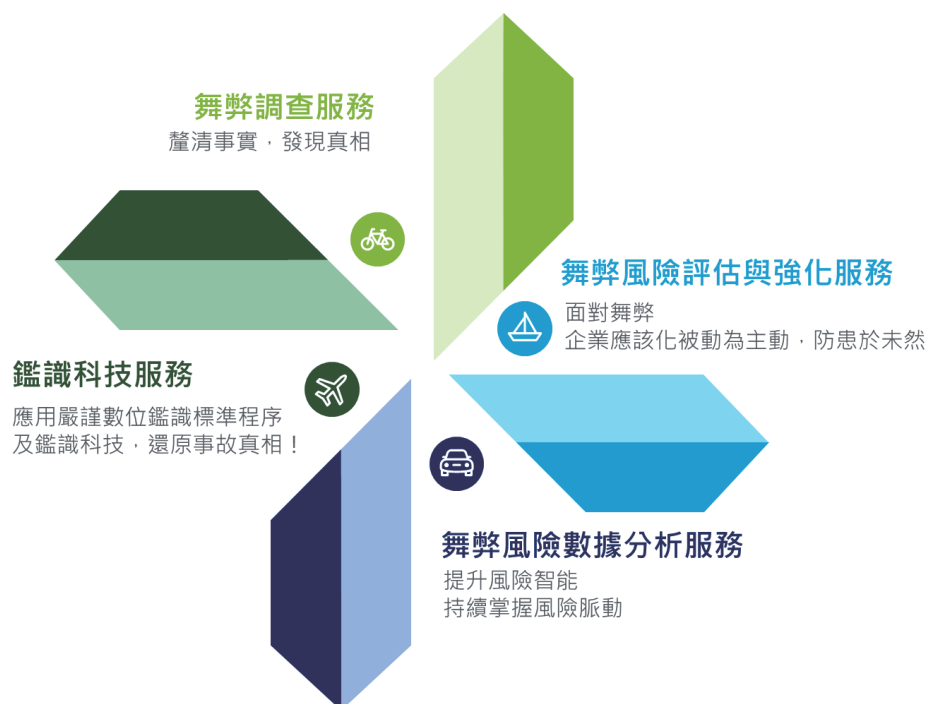 舞弊調查服務
釐清事實，發現真相
舞弊風險評估與強化服務
面對舞弊
企業應該化被動為主動，防患於未然
鑑識科技服務
應用嚴謹數位鑑識標準程序
及鑑識科技，還原事故真相！
舞弊風險數據分析服務
提升風險智能
持續掌握風險脈動